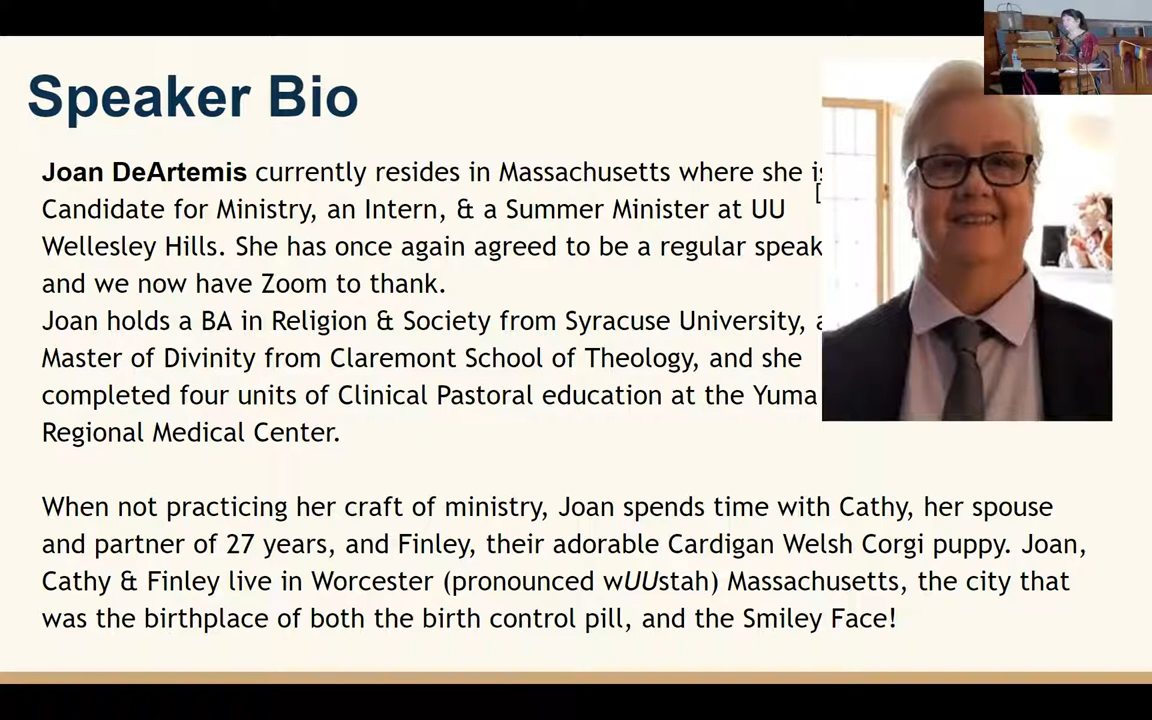 Speaker Bio
Joan DeArtemis currently resides in Massachusetts where she is
Candidate for Ministry, an Intern, & a Summer Minister at UU
Wellesley Hills. She has once again agreed to be a regular speak
and we now have Zoom to thank.
Joan holds a BA in Religion & Society from Syracuse University, a
Master of Divinity from Claremont School of Theology, and she
completed four units of Clinical Pastoral education at the Yuma
Regional Medical Center.
When not practicing her craft of ministry, Joan spends time with Cathy, her spouse
and partner of 27 years, and Finley, their adorable Cardigan Welsh Corgi puppy. Joan,
Cathy & Finley live in Worcester (pronounced wUUstah) Massachusetts, the city that
was the birthplace of both the birth control pill, and the Smiley Face!